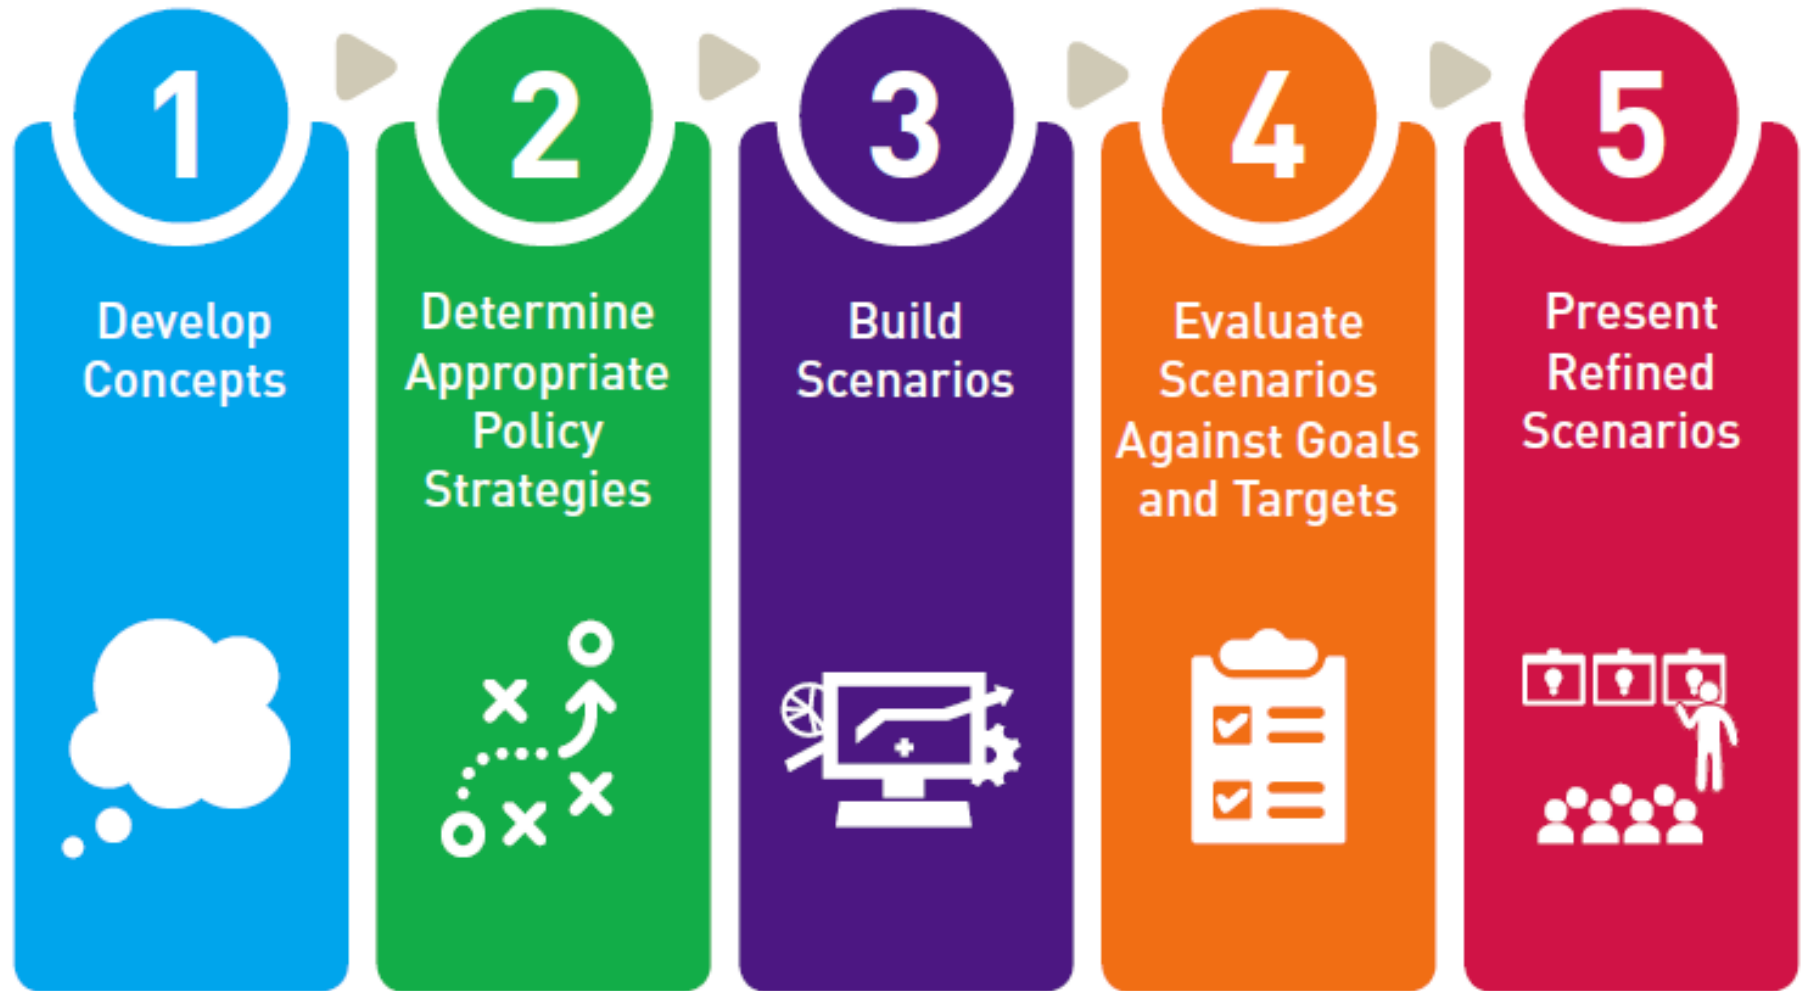 1
Develop
Concepts
2
Determine
Appropriate
Policy
Strategies
3
Build
Scenarios
4
Evaluate
Scenarios
Against Goals
and Targets
5
Present
Refined
Scenarios